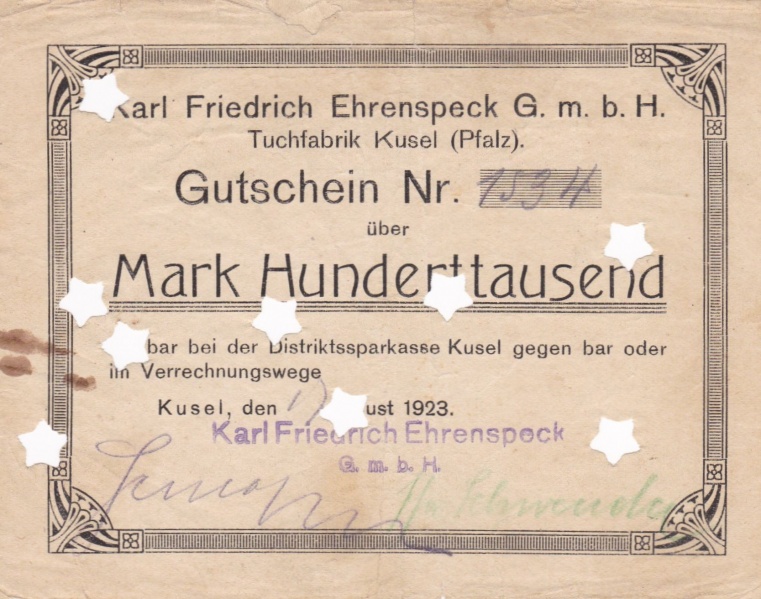 Karl Friedrich Ehrenspeck G. m. b. H.
Tuchfabrik Kusel (Pfalz).
Gutschein Nr. 1534
über
Mark Hunderttausend
bar bei der Distriktssparkasse Kusel gegen bar oder
im Verrechnungswege
Kusel, den ust 1923.
Karl Friedrich Ehrenspeck
G. m. b. H.